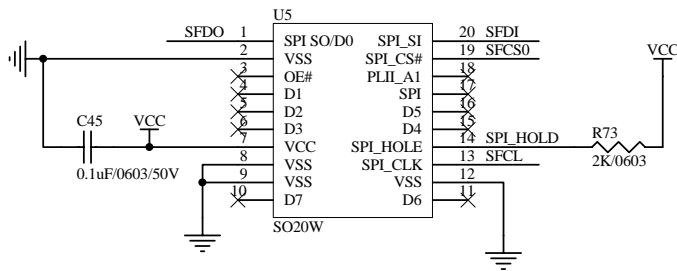 U5
SFDO 1 SPI SO/D0 SPI_SI 20 SFDI
2 VSS SPI_CS# 19 SFCS0
3 OE# PLII_A1 18
4 D1 SPI 17
5 D2 D5 16
6 D3 D4 15
7 VCC SPI_HOLE 14 SPI_HOLD
8 VSS SPI_CLK 13 SFCL
9 VSS VSS 12
10 D7 D6 11
SO20W
C45
0.1uF/0603/50V
VCC
VCC
R73
2K/0603